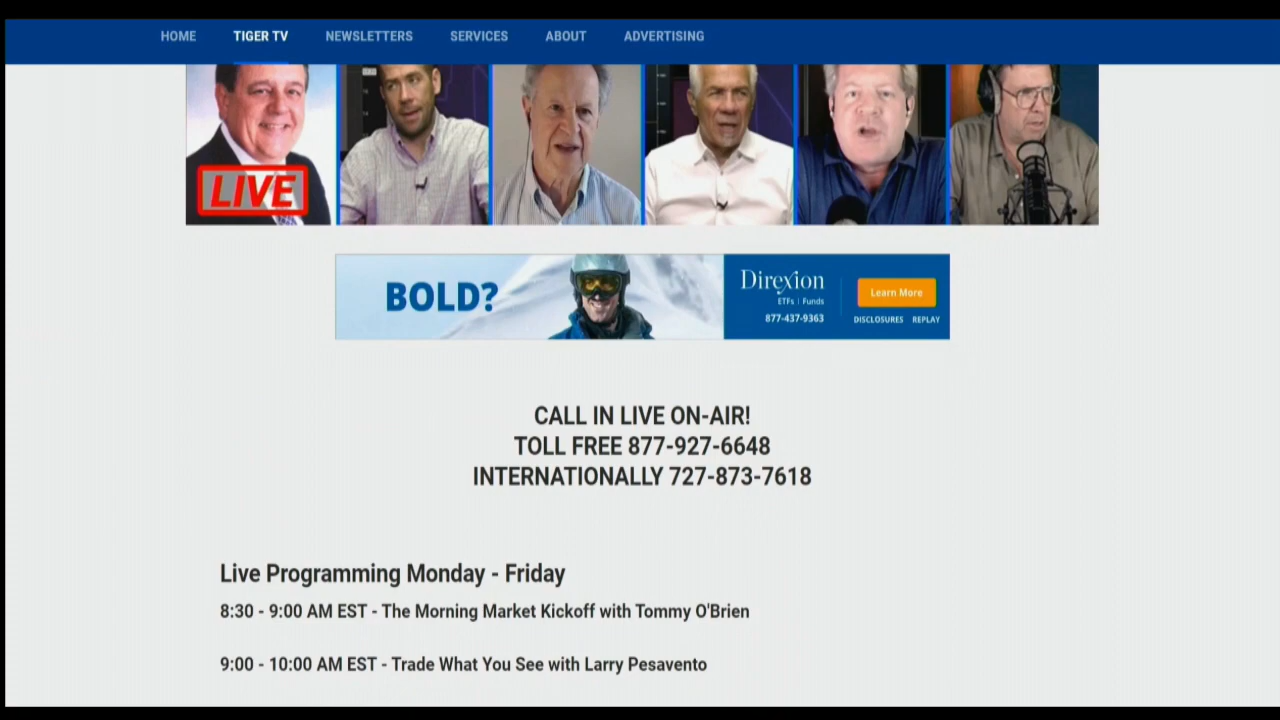 HOME TIGER TV NEWSLETTERS SERVICES ABOUT ADVERTISING
LIVE
BOLD?
Direxion
ETFs | Funds
877-437-9363
Learn More
DISCLOSURES REPLAY
CALL IN LIVE ON-AIR!
TOLL FREE 877-927-6648
INTERNATIONALLY 727-873-7618
Live Programming Monday - Friday
8:30 - 9:00 AM EST - The Morning Market Kickoff with Tommy O'Brien
9:00 - 10:00 AM EST - Trade What You See with Larry Pesavento